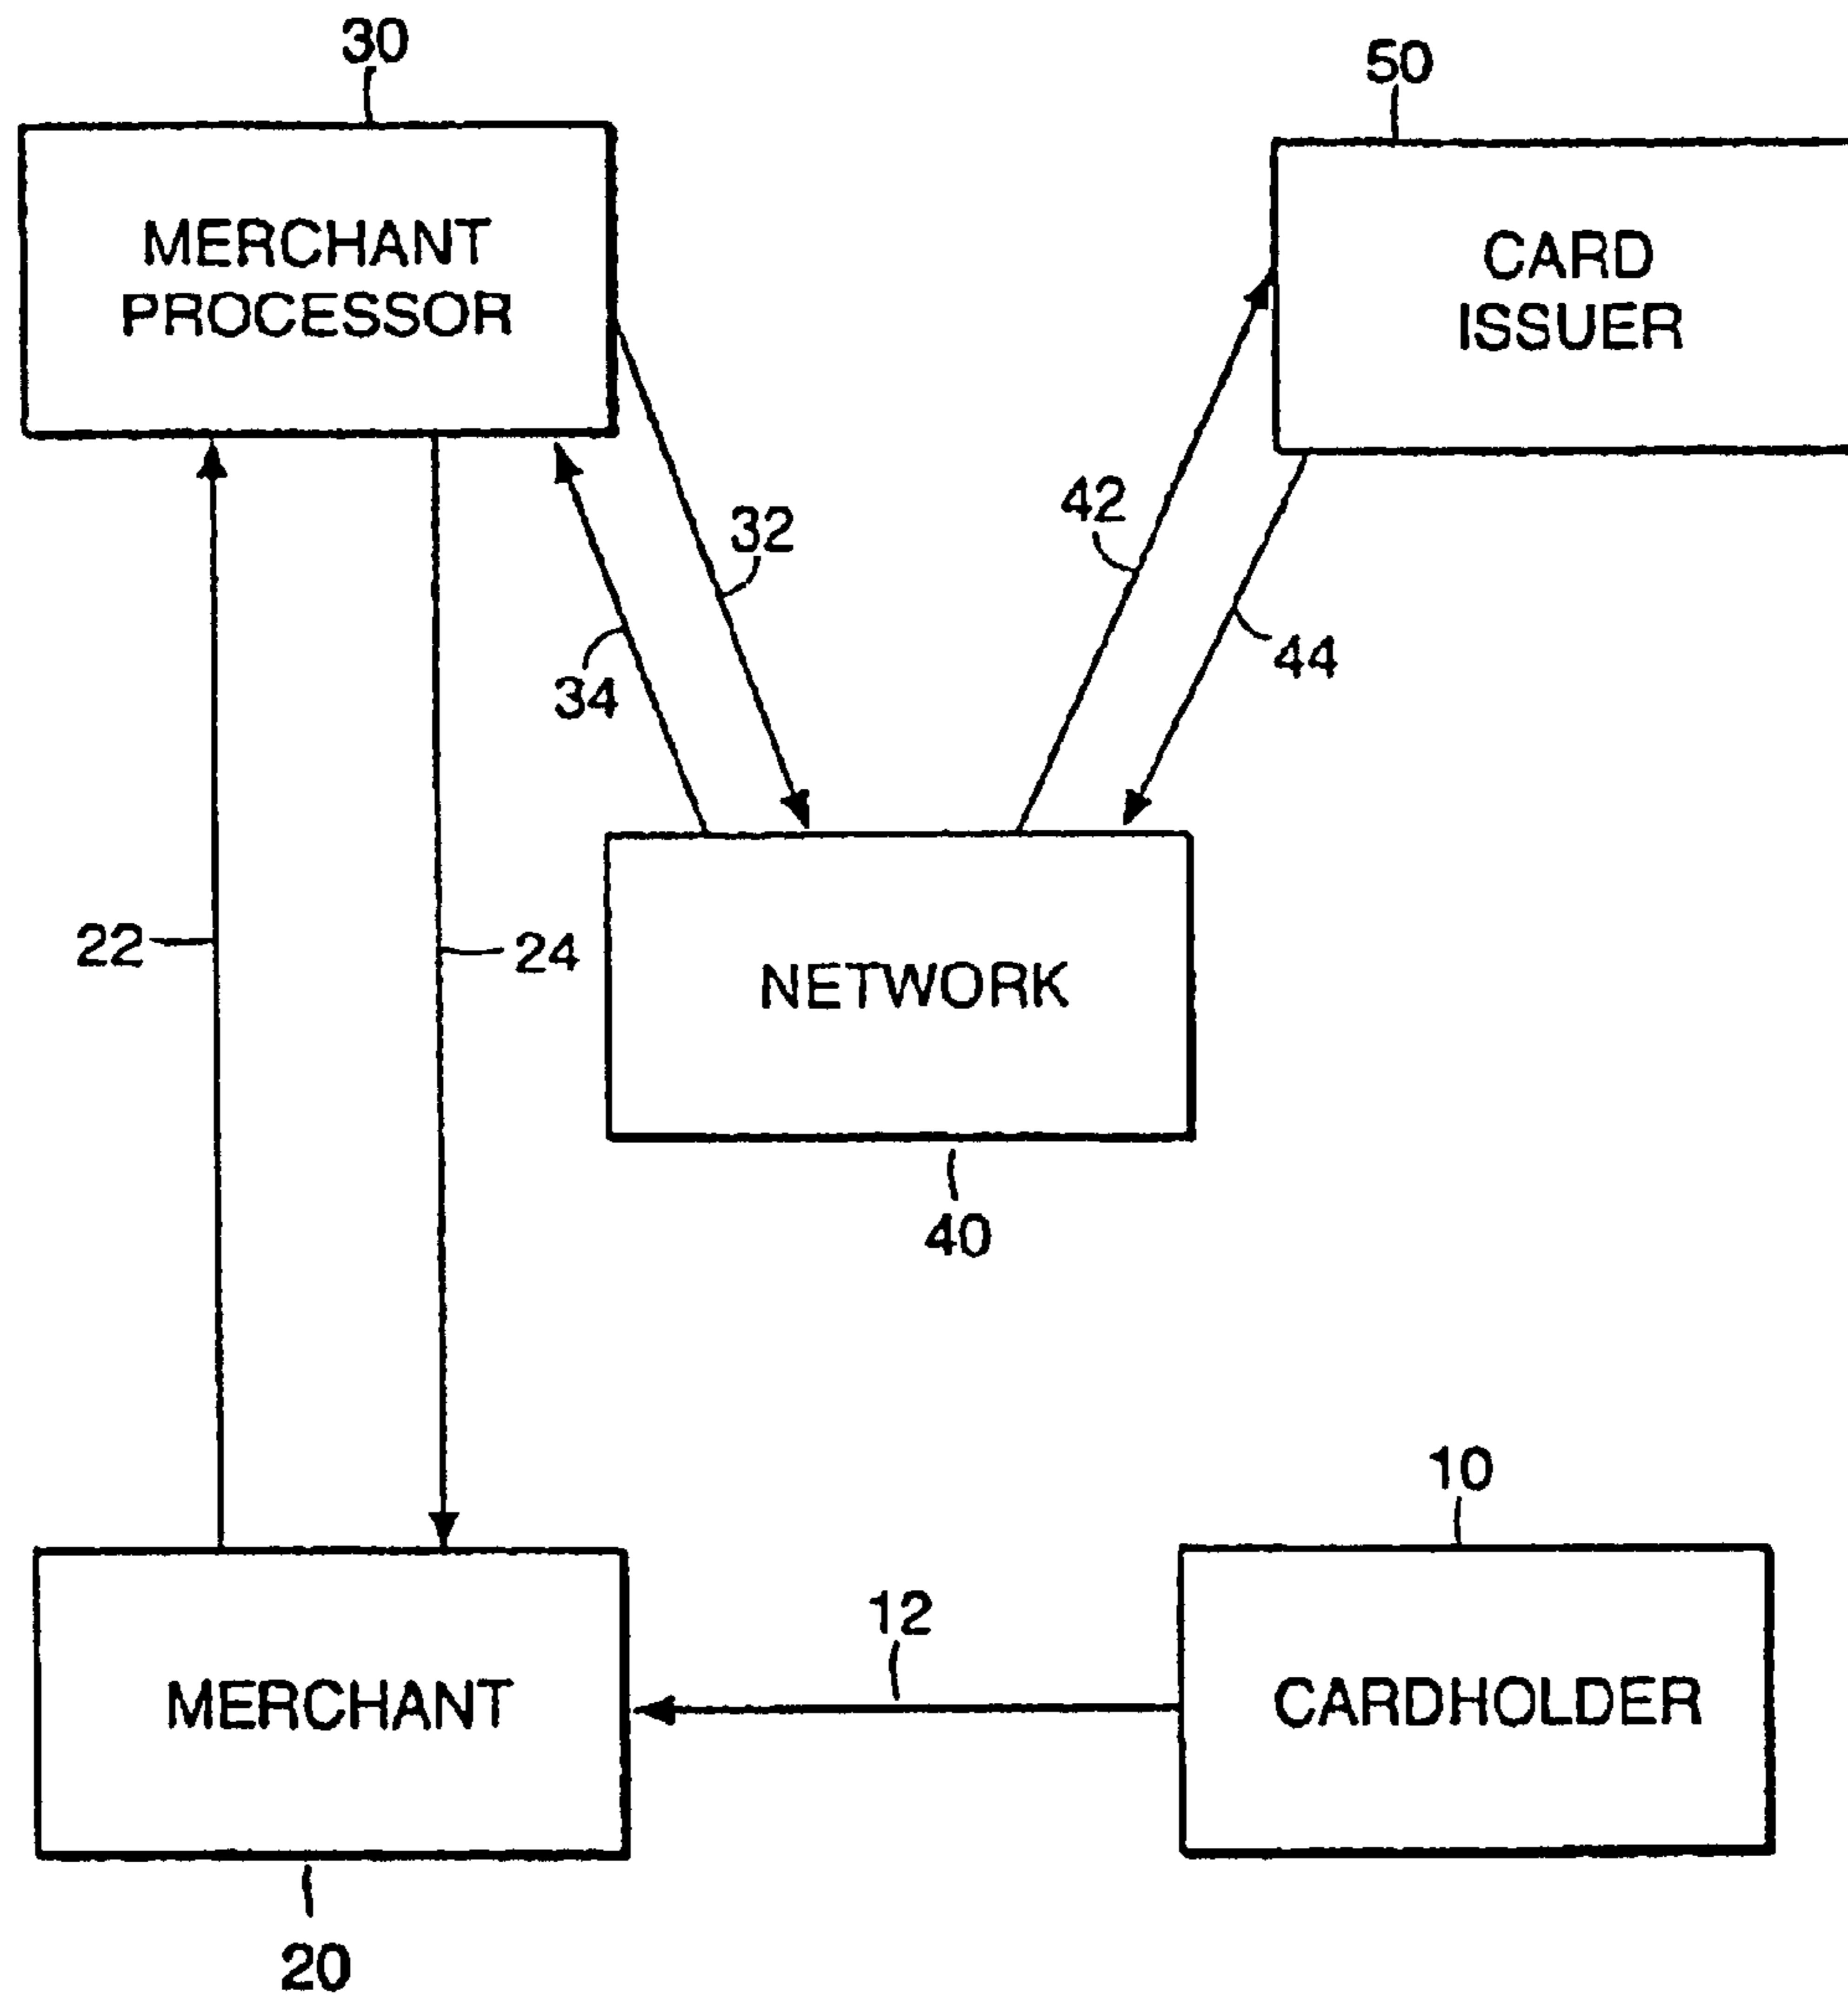 30
50
MERCHANT
PROCESSOR
CARD
ISSUER
42
32
44
34
22
24
NETWORK
40
10
12
MERCHANT
CARDHOLDER
20